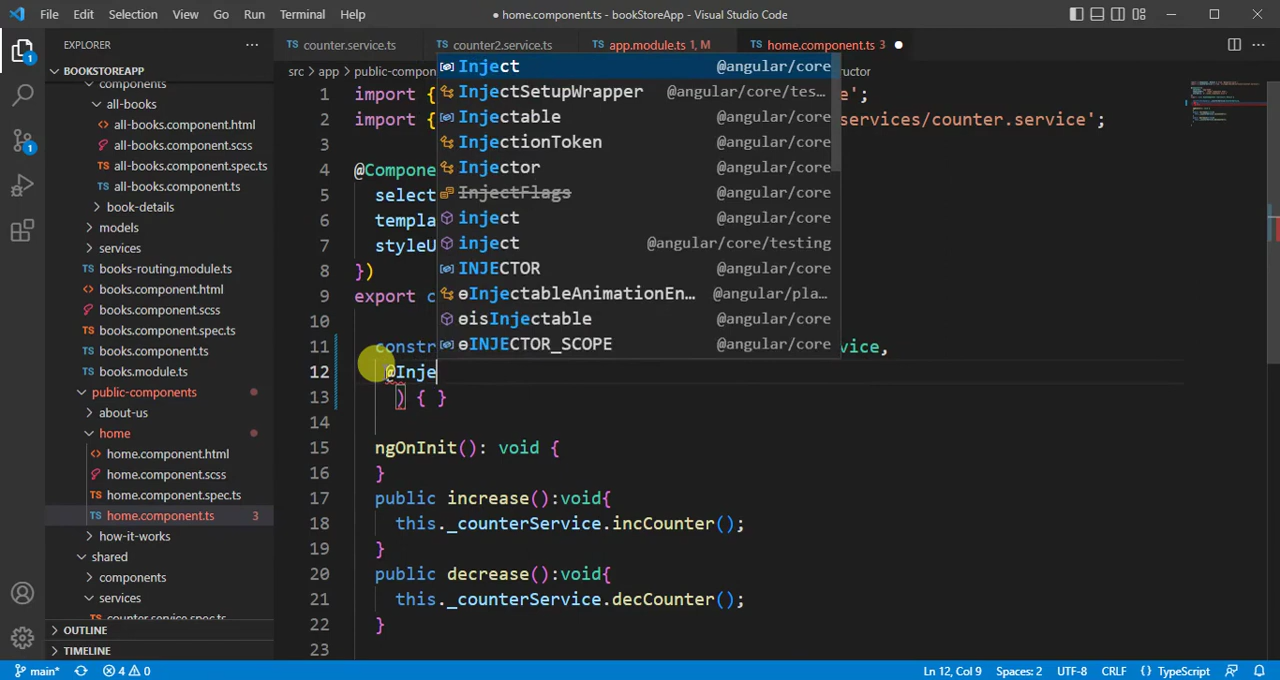 File Edit Selection View Go Run Terminal Help
● home.component.ts - bookStoreApp - Visual Studio Code
EXPLORER
counter.service.ts
counter2.service.ts
app.module.ts 1, M
home.component.ts 3
BOOKSTOREAPP
components
all-books
all-books.component.html
all-books.component.scss
all-books.component.spec.ts
all-books.component.ts
book-details
models
services
books-routing.module.ts
books.component.html
books.component.scss
books.component.spec.ts
books.component.ts
books.module.ts
public-components
about-us
home
home.component.html
home.component.scss
home.component.spec.ts
home.component.ts 3
how-it-works
shared
components
services
counter.service.spec.ts
OUTLINE
TIMELINE
src > app > public-compon
ructor
1 import { e';
2 import { services/counter.service';
3
4 @Compone
5 select
6 templa
7 styleU
8 })
9 export c
10
11 constr vice,
12 @Inje
13 ) { }
14
15 ngOnInit(): void {
16 }
17 public increase():void{
18 this._counterService.incCounter();
19 }
20 public decrease():void{
21 this._counterService.decCounter();
22 }
23
Inject @angular/core
InjectSetupWrapper @angular/core/tes...
Injectable @angular/core
InjectionToken @angular/core
Injector @angular/core
InjectFlags @angular/core
inject @angular/core
inject @angular/core/testing
INJECTOR @angular/core
ɵInjectableAnimationEn... @angular/pla...
ɵisInjectable @angular/core
ɵINJECTOR_SCOPE @angular/core
main* 4 0
Ln 12, Col 9 Spaces: 2 UTF-8 CRLF {} TypeScript